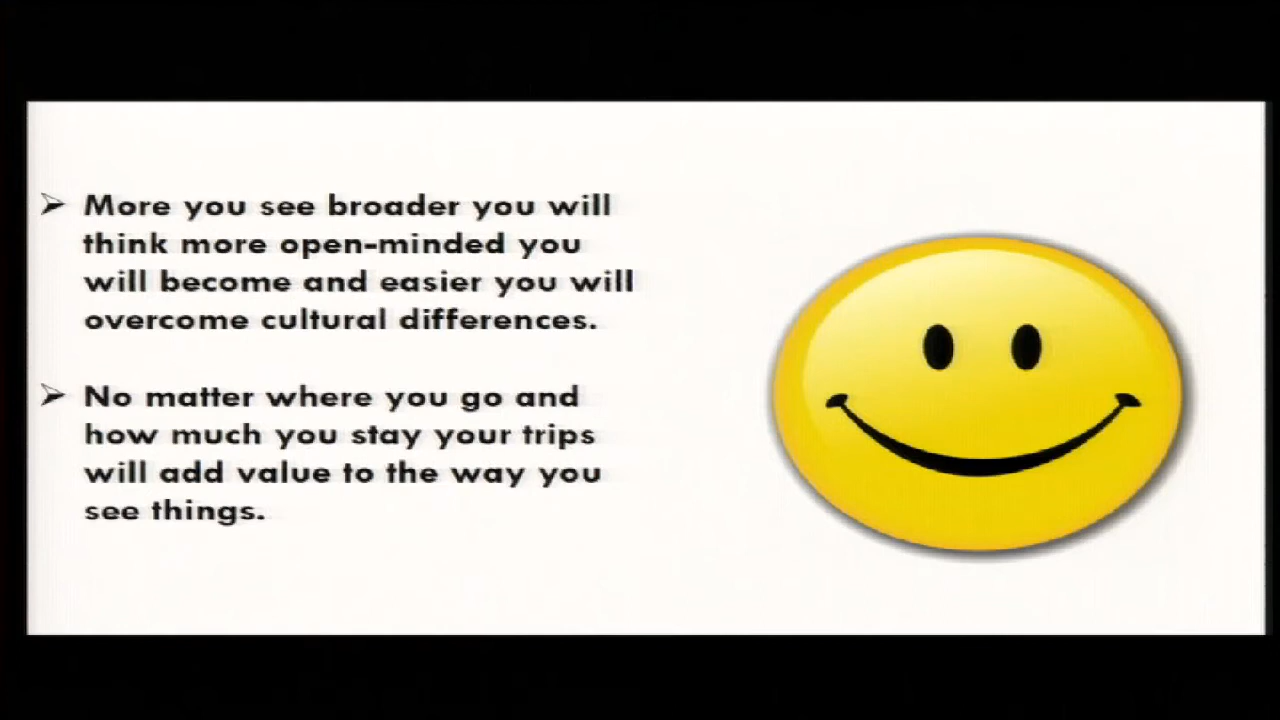 More you see broader you will
think more open-minded you
will become and easier you will
overcome cultural differences.
No matter where you go and
how much you stay your trips
will add value to the way you
see things.